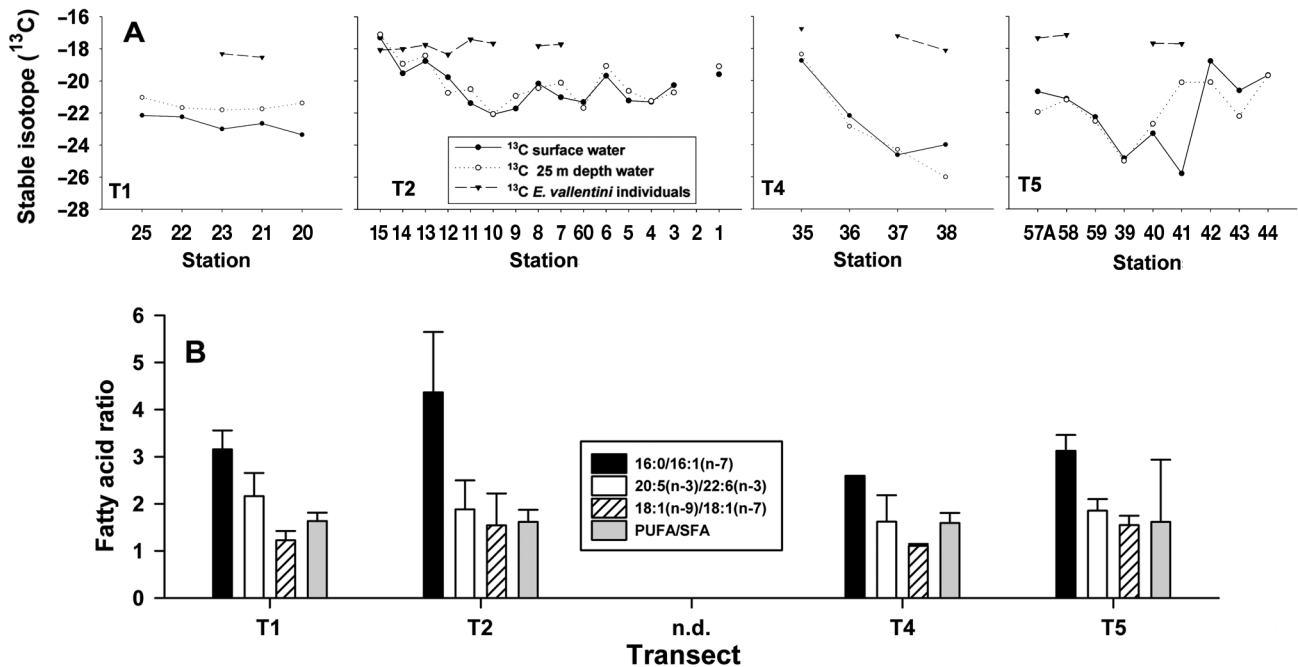 A
Stable isotope (¹³C)
−16
−18
−20
−22
−24
−26
−28
T1
25 22 23 21 20
Station
T2
¹³C surface water
¹³C 25 m depth water
¹³C E. vallentini individuals
15 14 13 12 11 10 9 8 7 60 6 5 4 3 2 1
Station
T4
35 36 37 38
Station
T5
57A 58 59 39 40 41 42 43 44
Station
B
Fatty acid ratio
6
5
4
3
2
1
0
16:0/16:1(n-7)
20:5(n-3)/22:6(n-3)
18:1(n-9)/18:1(n-7)
PUFA/SFA
T1 T2 n.d. T4 T5
Transect